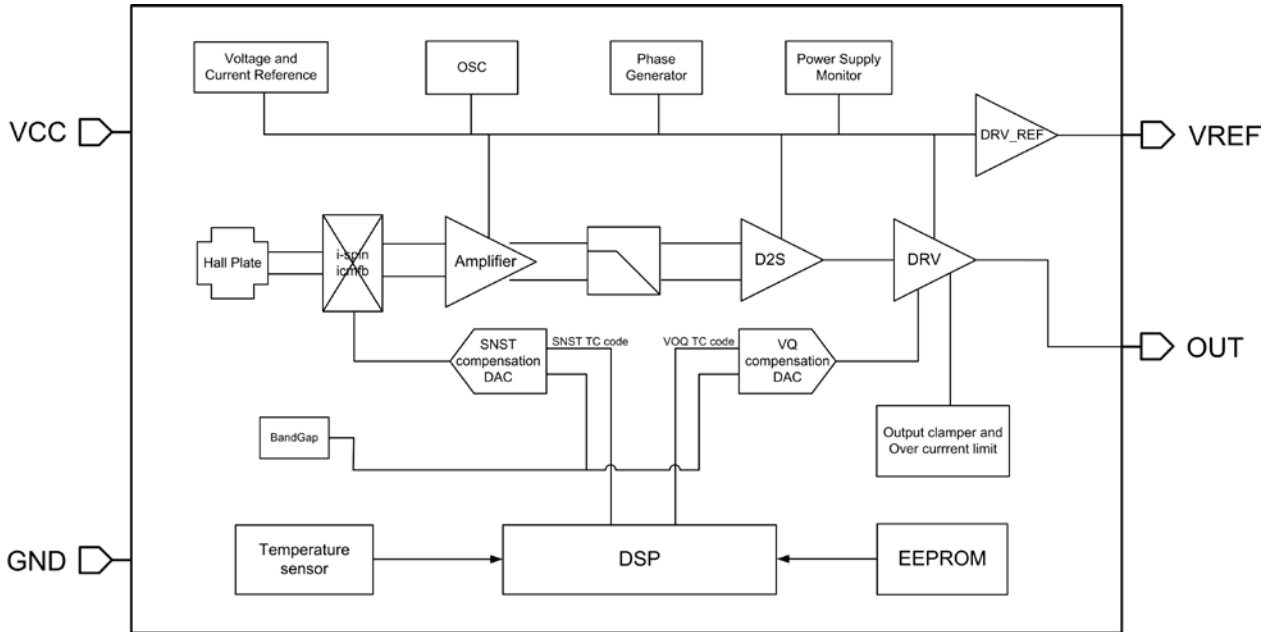 Voltage and
Current Reference
OSC
Phase
Generator
Power Supply
Monitor
VCC
DRV_REF
VREF
Hall Plate
i-spin
icmfb
Amplifier
D2S
DRV
SNST
compensation
DAC
SNST TC code
VOQ TC code
VQ
compensation
DAC
OUT
BandGap
Output clamper and
Over currrent limit
GND
Temperature
sensor
DSP
EEPROM